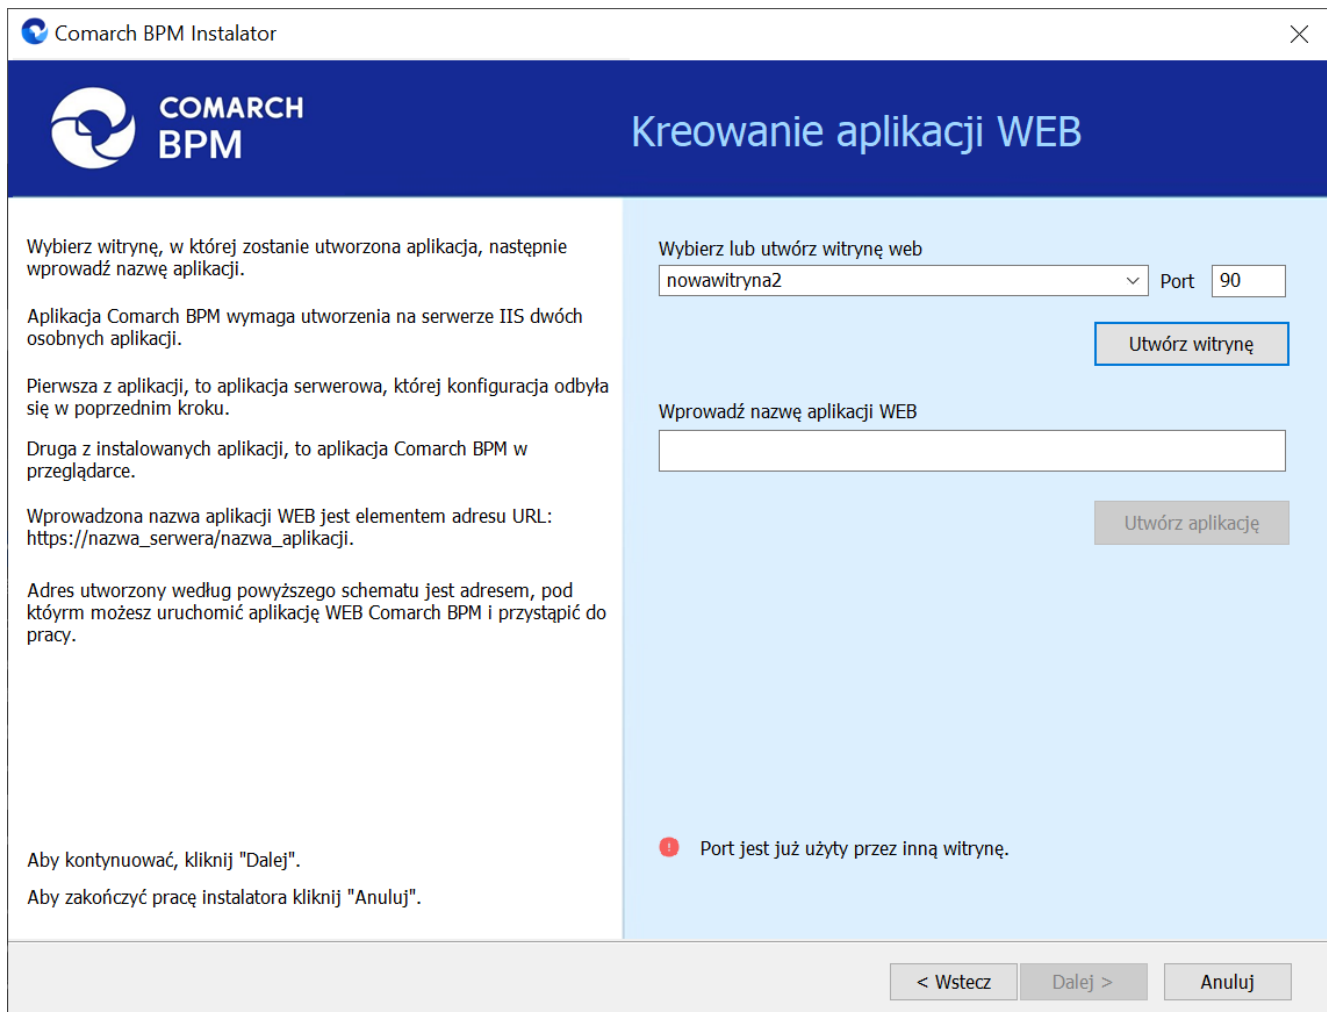 Comarch BPM Instalator
COMARCH
BPM
Kreowanie aplikacji WEB
Wybierz witrynę, w której zostanie utworzona aplikacja, następnie
wprowadź nazwę aplikacji.
Aplikacja Comarch BPM wymaga utworzenia na serwerze IIS dwóch
osobnych aplikacji.
Pierwsza z aplikacji, to aplikacja serwerowa, której konfiguracja odbyła
się w poprzednim kroku.
Druga z instalowanych aplikacji, to aplikacja Comarch BPM w
przeglądarce.
Wprowadzona nazwa aplikacji WEB jest elementem adresu URL:
https://nazwa_serwera/nazwa_aplikacji.
Adres utworzony według powyższego schematu jest adresem, pod
któyrm możesz uruchomić aplikację WEB Comarch BPM i przystąpić do
pracy.
Aby kontynuować, kliknij "Dalej".
Aby zakończyć pracę instalatora kliknij "Anuluj".
Wybierz lub utwórz witrynę web
nowawitryna2
Port 90
Utwórz witrynę
Wprowadź nazwę aplikacji WEB
Utwórz aplikację
Port jest już użyty przez inną witrynę.
< Wstecz
Dalej >
Anuluj